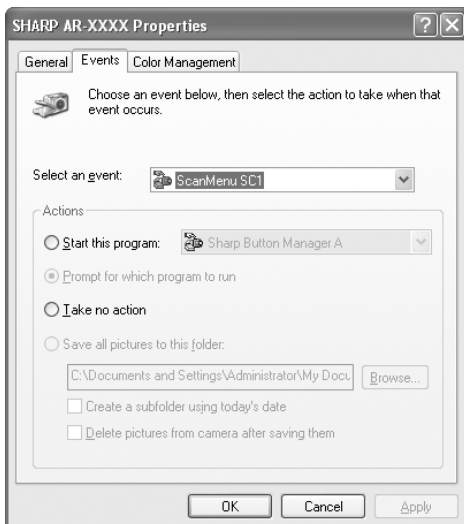 SHARP AR-XXXX Properties
General Events Color Management
Choose an event below, then select the action to take when that
event occurs.
Select an event: ScanMenu SC1
Actions
Start this program: Sharp Button Manager A
Prompt for which program to run
Take no action
Save all pictures to this folder:
C:\Documents and Settings\Administrator\My Docu Browse...
Create a subfolder using today's date
Delete pictures from camera after saving them
OK Cancel Apply